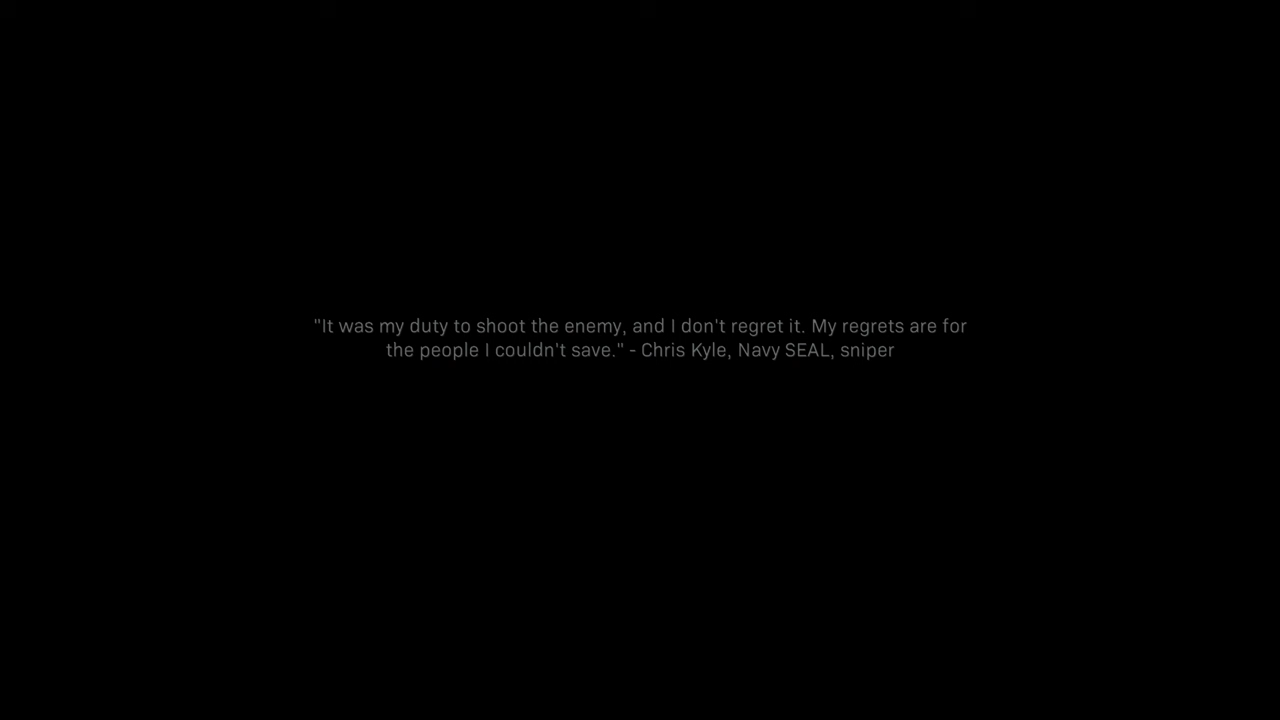 "It was my duty to shoot the enemy, and I don't regret it. My regrets are for
the people I couldn't save." - Chris Kyle, Navy SEAL, sniper